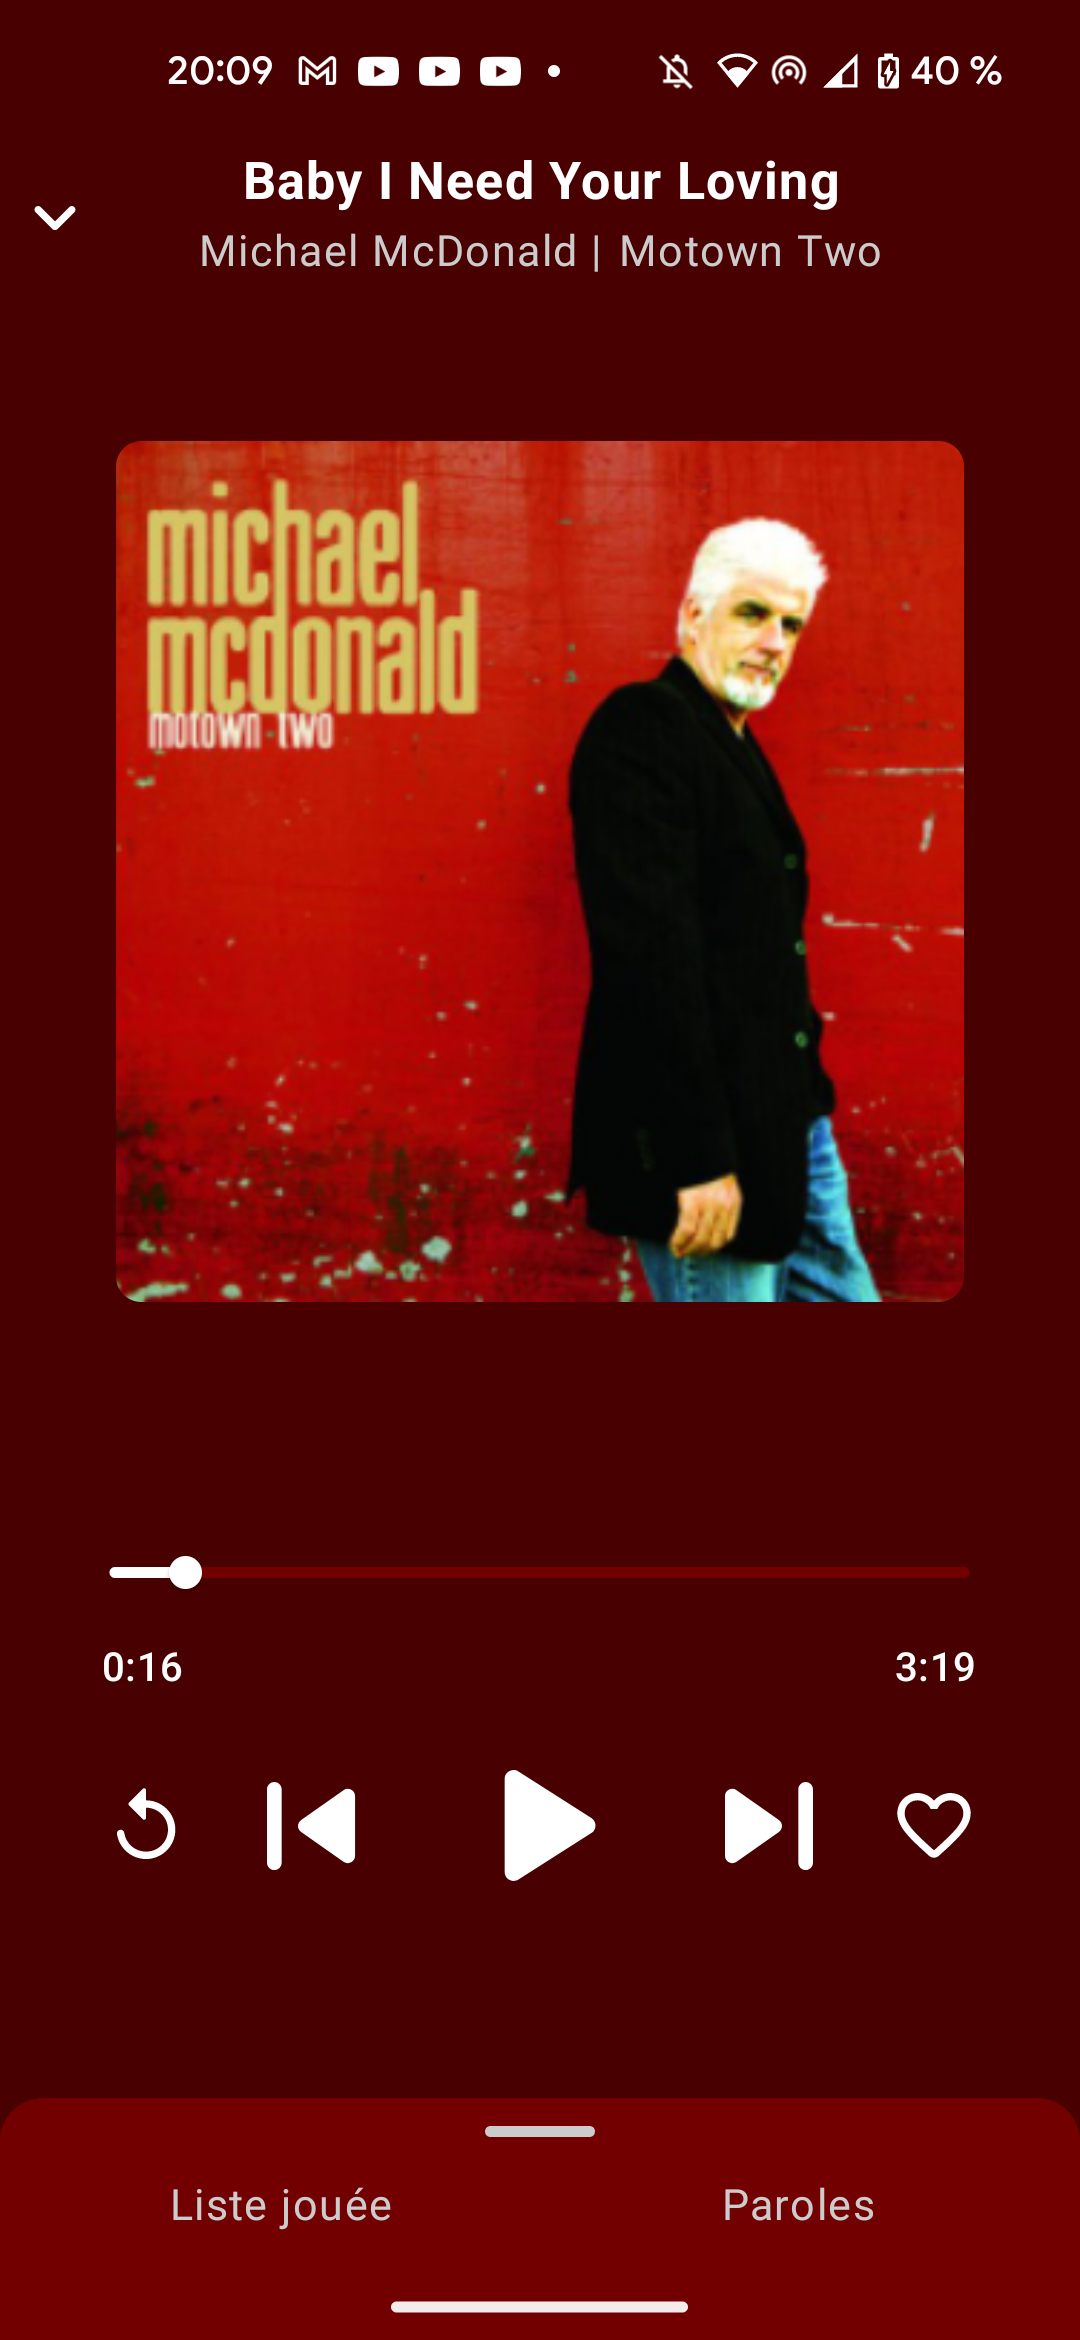 20:09 40 %
Baby I Need Your Loving
Michael McDonald | Motown Two
michael
mcdonald
motown two
0:16 3:19
Liste jouée Paroles